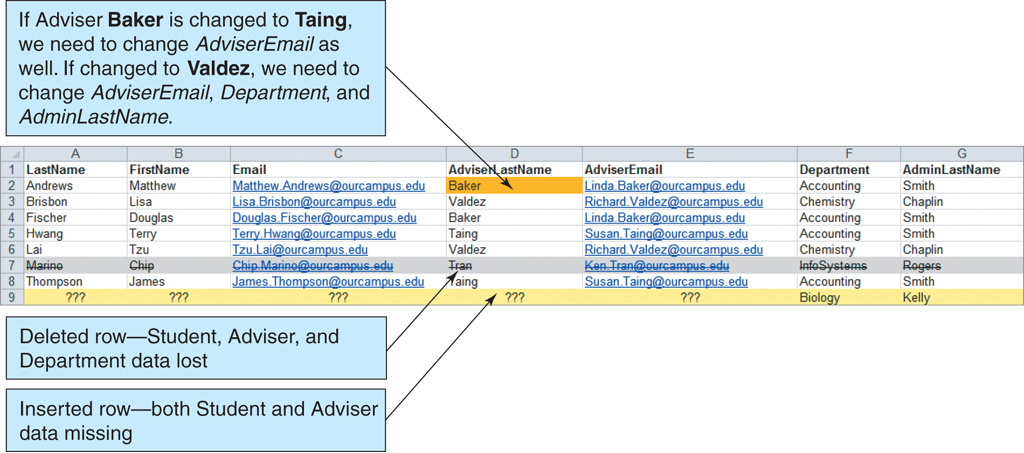 If Adviser Baker is changed to Taing,
we need to change AdviserEmail as
well. If changed to Valdez, we need to
change AdviserEmail, Department, and
AdminLastName.
A B C D E F G
1 LastName FirstName Email AdviserLastName AdviserEmail Department AdminLastName
2 Andrews Matthew Matthew.Andrews@ourcampus.edu Baker Linda.Baker@ourcampus.edu Accounting Smith
3 Brisbon Lisa Lisa.Brisbon@ourcampus.edu Valdez Richard.Valdez@ourcampus.edu Chemistry Chaplin
4 Fischer Douglas Douglas.Fischer@ourcampus.edu Baker Linda.Baker@ourcampus.edu Accounting Smith
5 Hwang Terry Terry.Hwang@ourcampus.edu Taing Susan.Taing@ourcampus.edu Accounting Smith
6 Lai Tzu Tzu.Lai@ourcampus.edu Valdez Richard.Valdez@ourcampus.edu Chemistry Chaplin
7 Marino Chip Chip.Marino@ourcampus.edu Tran Ken.Tran@ourcampus.edu InfoSystems Rogers
8 Thompson James James.Thompson@ourcampus.edu Taing Susan.Taing@ourcampus.edu Accounting Smith
9 ??? ??? ??? ??? ??? Biology Kelly
Deleted row—Student, Adviser, and
Department data lost
Inserted row—both Student and Adviser
data missing